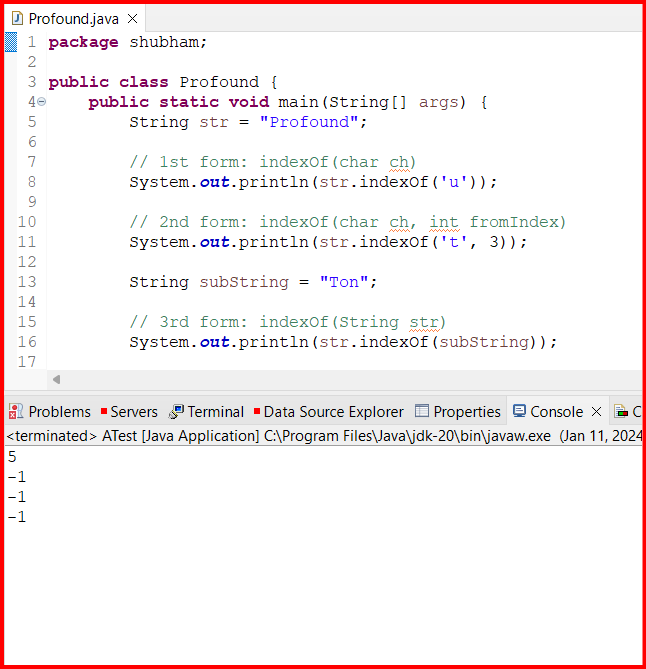 Profound.java
1 package shubham;
2
3 public class Profound {
4 public static void main(String[] args) {
5 String str = "Profound";
6
7 // 1st form: indexOf(char ch)
8 System.out.println(str.indexOf('u'));
9
10 // 2nd form: indexOf(char ch, int fromIndex)
11 System.out.println(str.indexOf('t', 3));
12
13 String subString = "Ton";
14
15 // 3rd form: indexOf(String str)
16 System.out.println(str.indexOf(subString));
17
Problems Servers Terminal Data Source Explorer Properties Console C
<terminated> ATest [Java Application] C:\Program Files\Java\jdk-20\bin\javaw.exe (Jan 11, 2024
5
-1
-1
-1